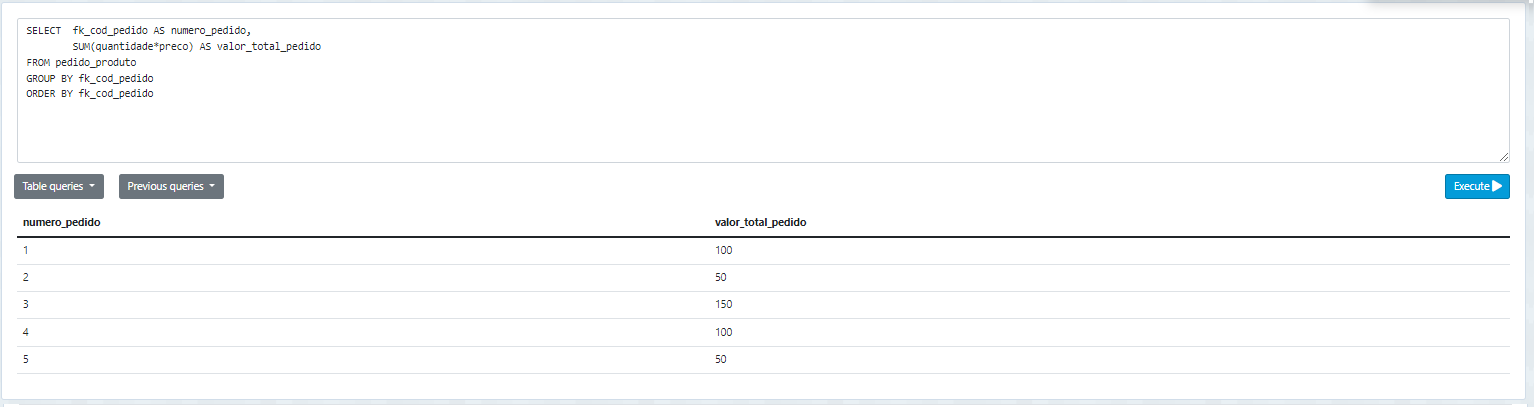 SELECT  fk_cod_pedido AS numero_pedido,
        SUM(quantidade*preco) AS valor_total_pedido
FROM pedido_produto
GROUP BY fk_cod_pedido
ORDER BY fk_cod_pedido
Table queries Previous queries Execute
numero_pedido valor_total_pedido
1 100
2 50
3 150
4 100
5 50